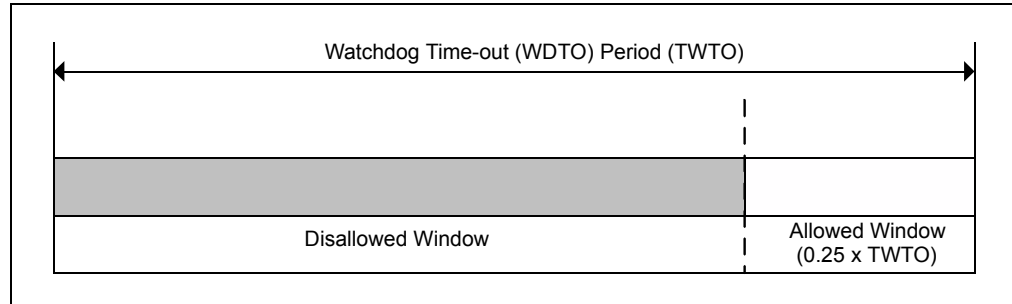 Watchdog Time-out (WDTO) Period (TWTO)
Disallowed Window
Allowed Window
(0.25 x TWTO)